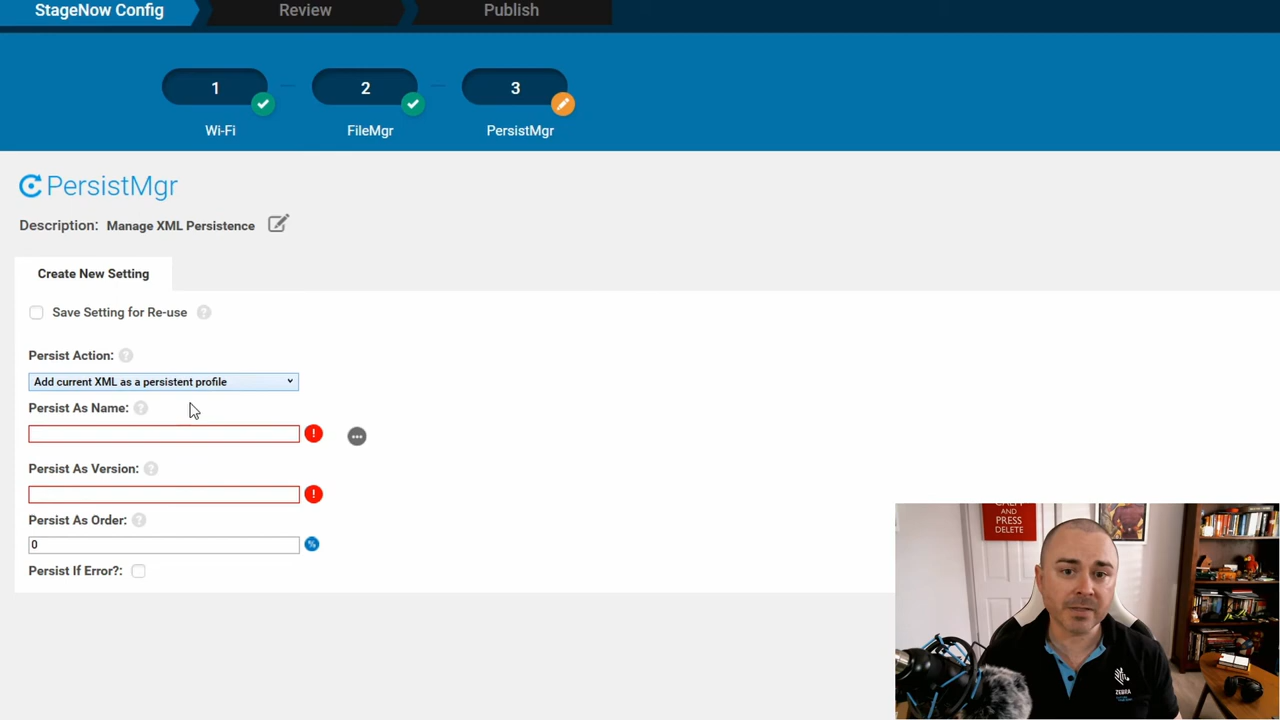 StageNow Config
Review
Publish
1
2
3
Wi-Fi
FileMgr
PersistMgr
PersistMgr
Description: Manage XML Persistence
Create New Setting
Save Setting for Re-use ?
Persist Action: ?
Add current XML as a persistent profile
Persist As Name: ?
!
Persist As Version: ?
!
Persist As Order: ?
0 %
Persist If Error?:
AND
PRESS
DELETE
ZEBRA